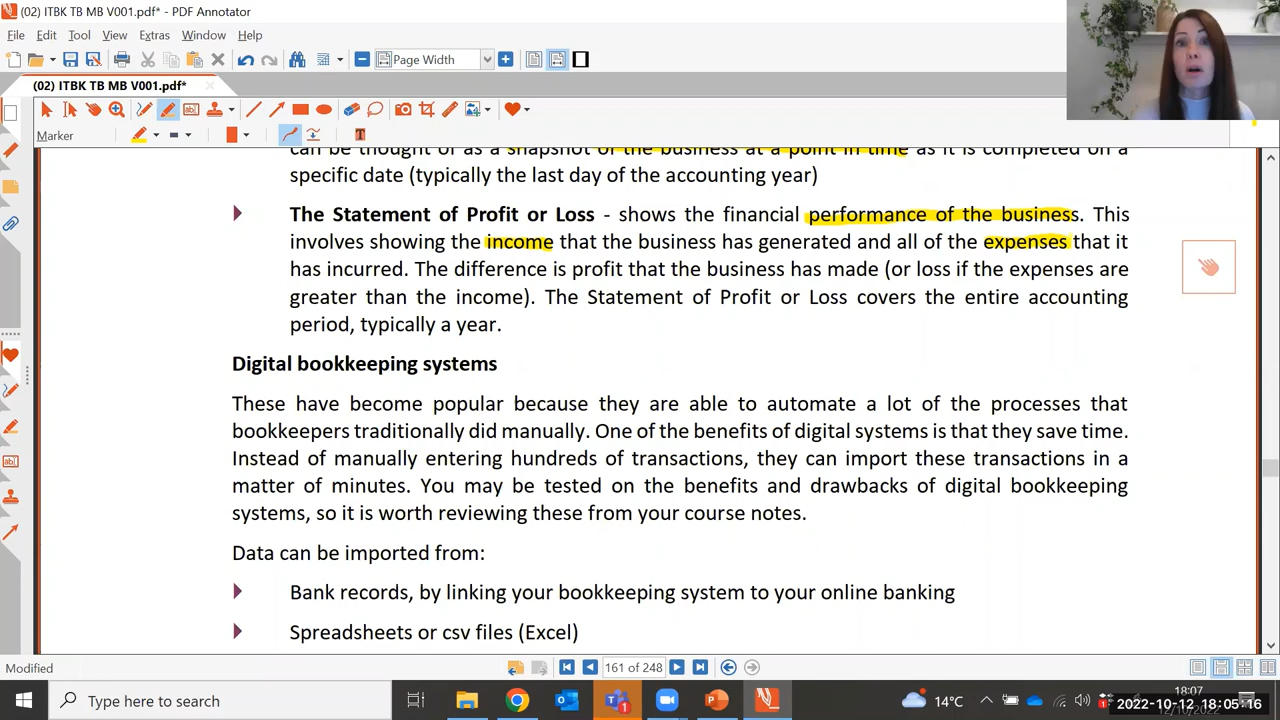 (02) ITBK TB MB V001.pdf* - PDF Annotator
File Edit Tool View Extras Window Help
Page Width
(02) ITBK TB MB V001.pdf*
Marker
can be thought of as a snapshot of the business at a point in time as it is completed on a
specific date (typically the last day of the accounting year)
The Statement of Profit or Loss - shows the financial performance of the business. This
involves showing the income that the business has generated and all of the expenses that it
has incurred. The difference is profit that the business has made (or loss if the expenses are
greater than the income). The Statement of Profit or Loss covers the entire accounting
period, typically a year.
Digital bookkeeping systems
These have become popular because they are able to automate a lot of the processes that
bookkeepers traditionally did manually. One of the benefits of digital systems is that they save time.
Instead of manually entering hundreds of transactions, they can import these transactions in a
matter of minutes. You may be tested on the benefits and drawbacks of digital bookkeeping
systems, so it is worth reviewing these from your course notes.
Data can be imported from:
Bank records, by linking your bookkeeping system to your online banking
Spreadsheets or csv files (Excel)
Modified
161 of 248
Type here to search
14°C
18:07
2022-10-12 18:05:16